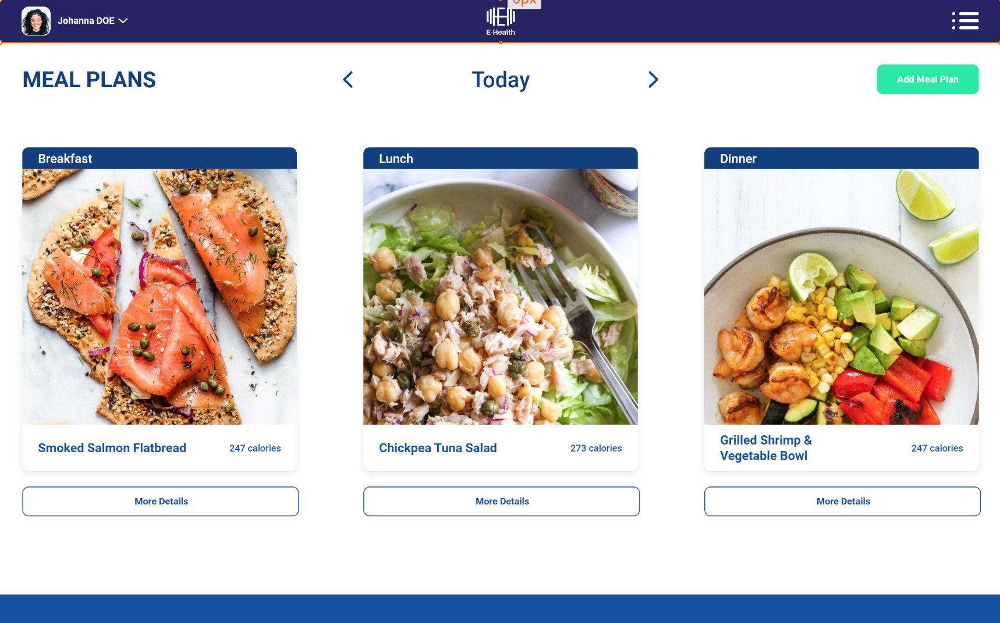 Johanna DOE
E-Health
MEAL PLANS
Today
Add Meal Plan
Breakfast
Lunch
Dinner
Smoked Salmon Flatbread
247 calories
Chickpea Tuna Salad
273 calories
Grilled Shrimp &
Vegetable Bowl
247 calories
More Details
More Details
More Details